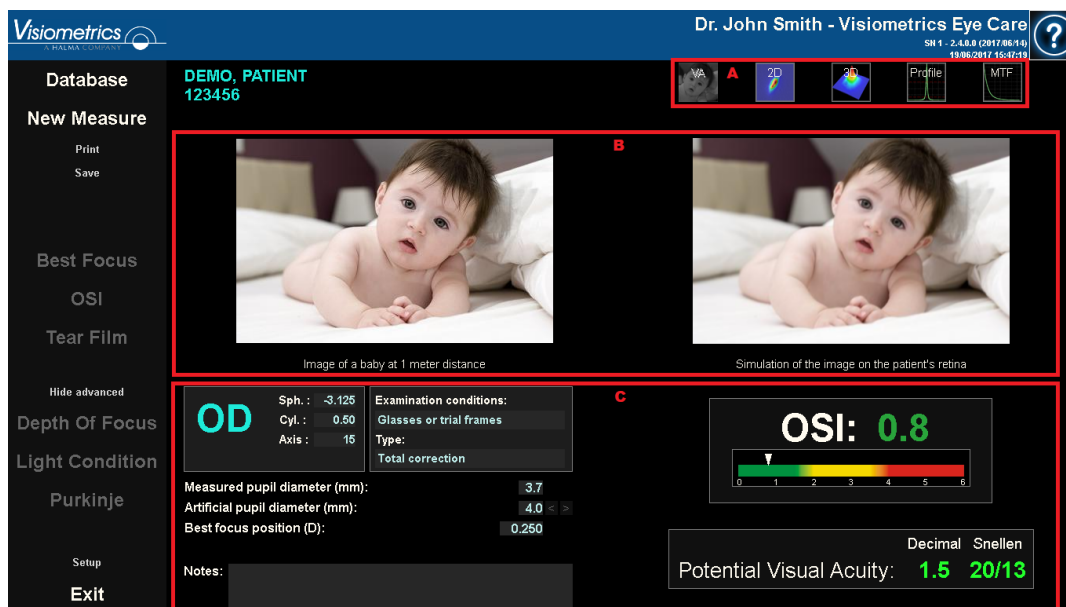 Visiometrics
A HALMA COMPANY
Dr. John Smith - Visiometrics Eye Care
SN 1 - 2.4.0.0 (2017/06/14)
19/06/2017 15:47:19
?
Database
New Measure
Print
Save
Best Focus
OSI
Tear Film
Hide advanced
Depth Of Focus
Light Condition
Purkinje
Setup
Exit
DEMO, PATIENT
123456
VA A 2D 3D Profile MTF
B
Image of a baby at 1 meter distance
Simulation of the image on the patient's retina
C
OD
Sph. : -3.125
Cyl. : 0.50
Axis : 15
Examination conditions:
Glasses or trial frames
Type:
Total correction
Measured pupil diameter (mm): 3.7
Artificial pupil diameter (mm): 4.0 < >
Best focus position (D): 0.250
Notes:
OSI: 0.8
0 1 2 3 4 5 6
Decimal Snellen
Potential Visual Acuity: 1.5 20/13